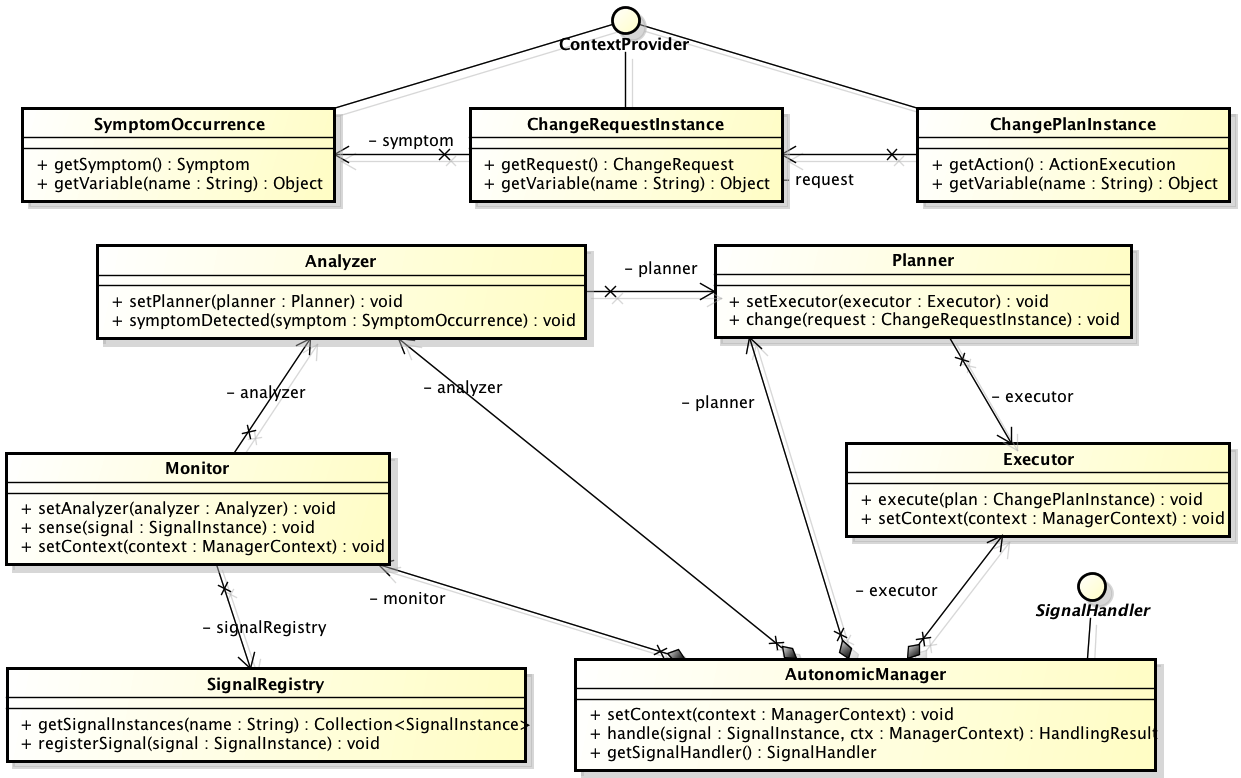 ContextProvider
SymptomOccurrence
+ getSymptom() : Symptom
+ getVariable(name : String) : Object
- symptom
ChangeRequestInstance
+ getRequest() : ChangeRequest
+ getVariable(name : String) : Object
- request
ChangePlanInstance
+ getAction() : ActionExecution
+ getVariable(name : String) : Object
Analyzer
+ setPlanner(planner : Planner) : void
+ symptomDetected(symptom : SymptomOccurrence) : void
- planner
Planner
+ setExecutor(executor : Executor) : void
+ change(request : ChangeRequestInstance) : void
- analyzer
- analyzer
- planner
- executor
Monitor
+ setAnalyzer(analyzer : Analyzer) : void
+ sense(signal : SignalInstance) : void
+ setContext(context : ManagerContext) : void
Executor
+ execute(plan : ChangePlanInstance) : void
+ setContext(context : ManagerContext) : void
- monitor
- executor
SignalHandler
- signalRegistry
SignalRegistry
+ getSignalInstances(name : String) : Collection<SignalInstance>
+ registerSignal(signal : SignalInstance) : void
AutonomicManager
+ setContext(context : ManagerContext) : void
+ handle(signal : SignalInstance, ctx : ManagerContext) : HandlingResult
+ getSignalHandler() : SignalHandler